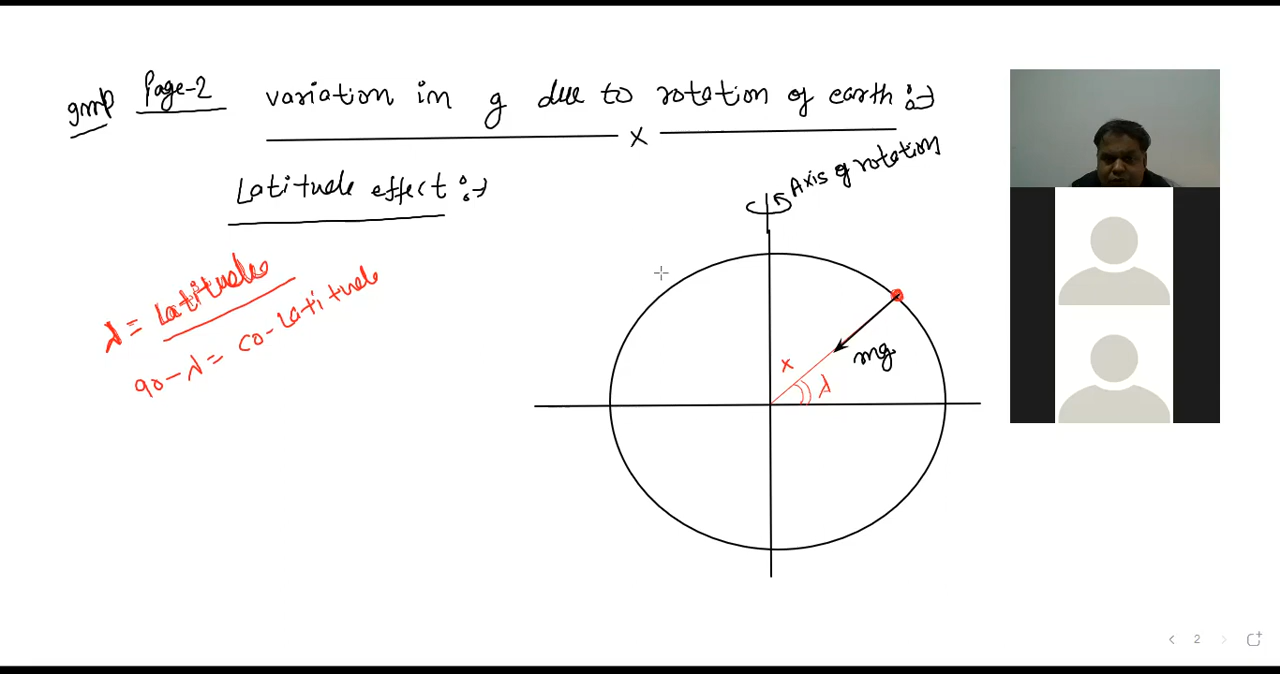 gmp Page-2 variation in g due to rotation of earth :→
x
Latitude effect :→
Axis of rotation
λ = Latitude
90-λ = co-Latitude
mg
x
λ
2